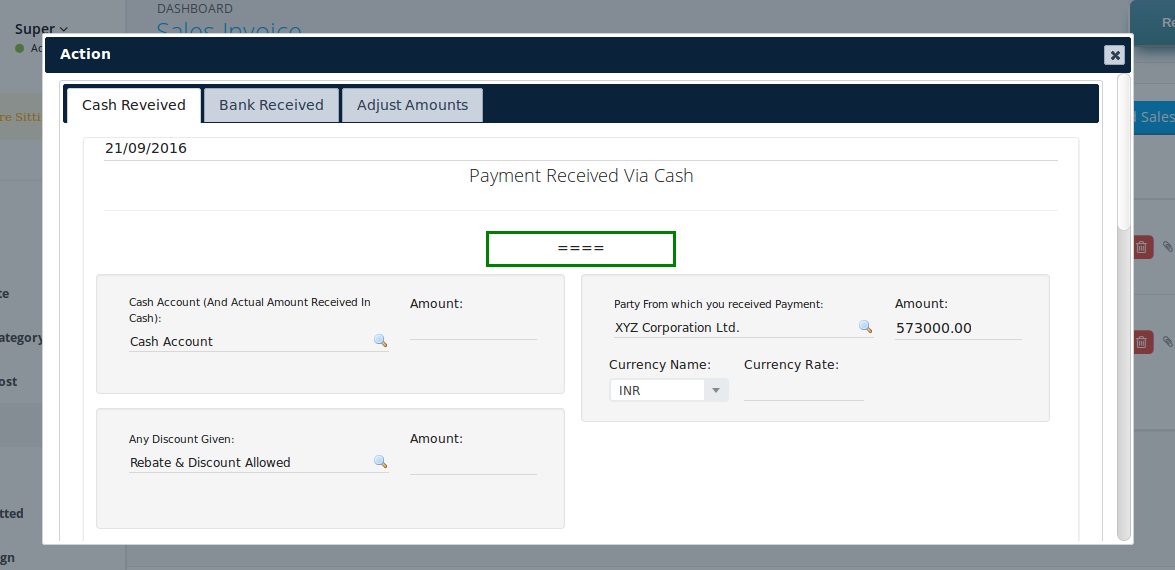 DASHBOARD
Super
Sales Invoice
Action
Cash Reveived
Bank Received
Adjust Amounts
re Sitti
Sales
21/09/2016
Payment Received Via Cash
====
Cash Account (And Actual Amount Received In
Cash):
Amount:
Cash Account
Party From which you received Payment:
Amount:
XYZ Corporation Ltd.
573000.00
Currency Name:
Currency Rate:
INR
Any Discount Given:
Amount:
Rebate & Discount Allowed
ategory
ost
tted
gn